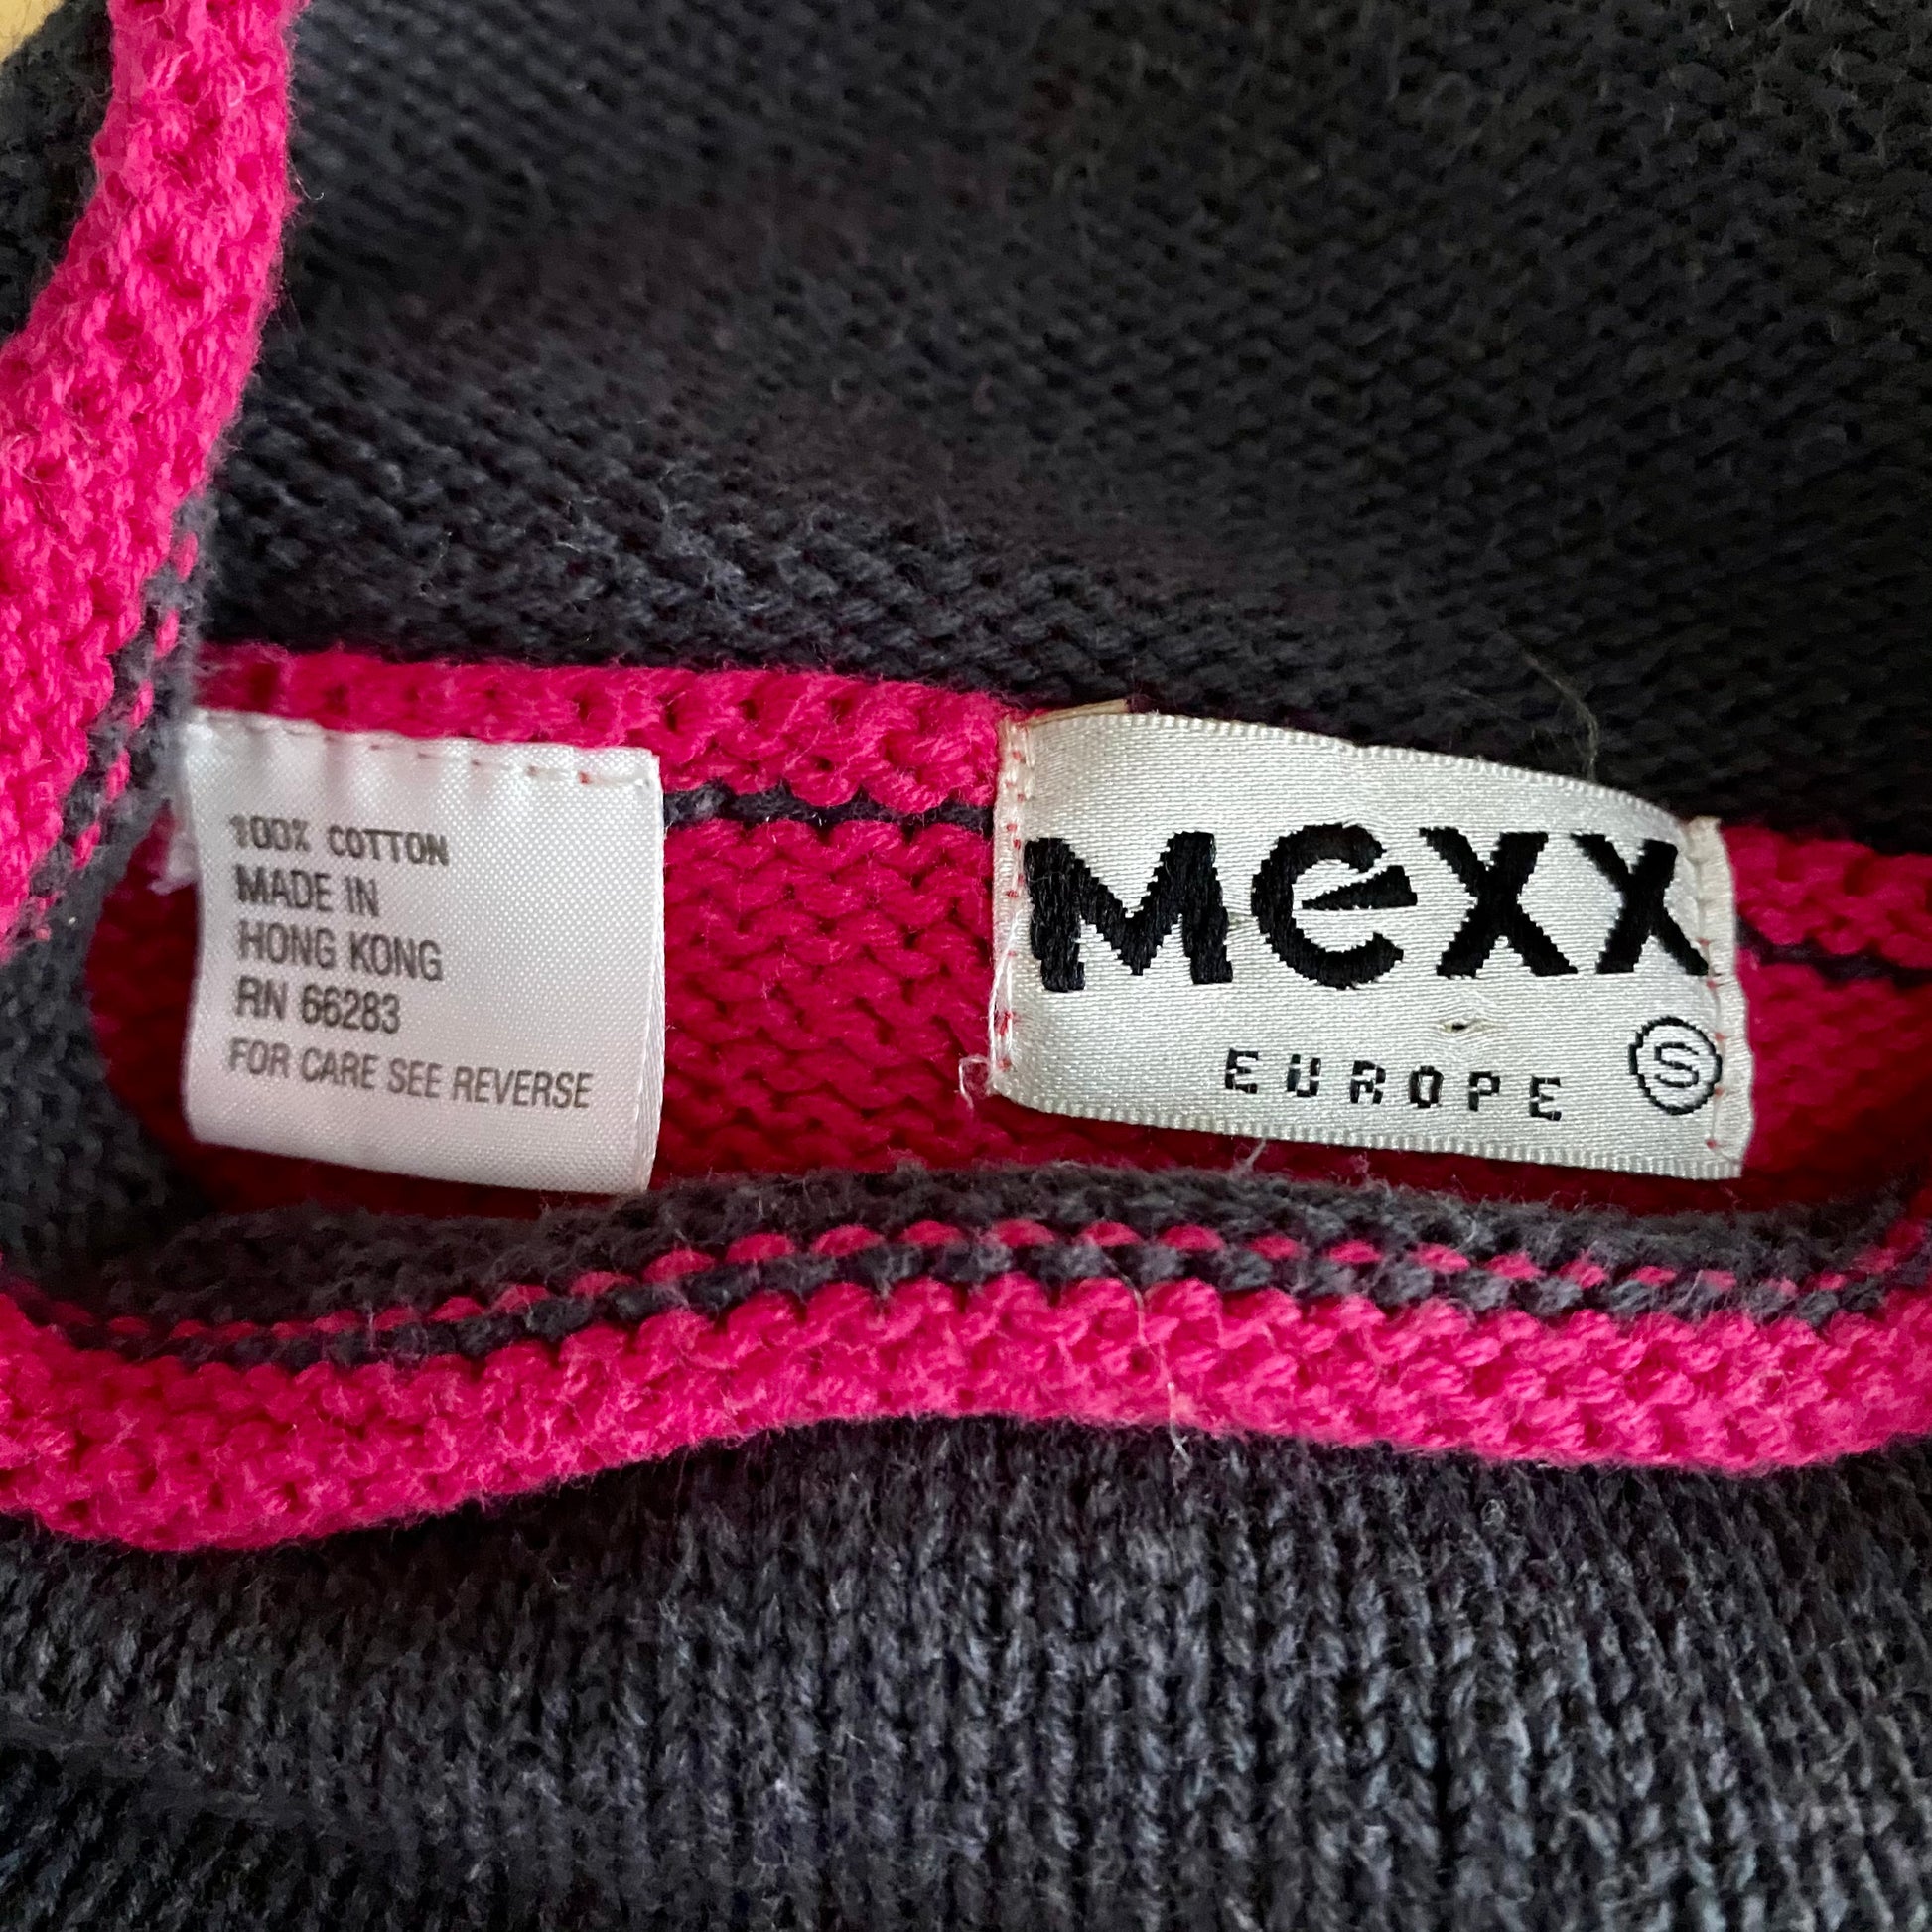 100% COTTON
MADE IN
HONG KONG
RN 66283
FOR CARE SEE REVERSE
MEXX
EUROPE
S